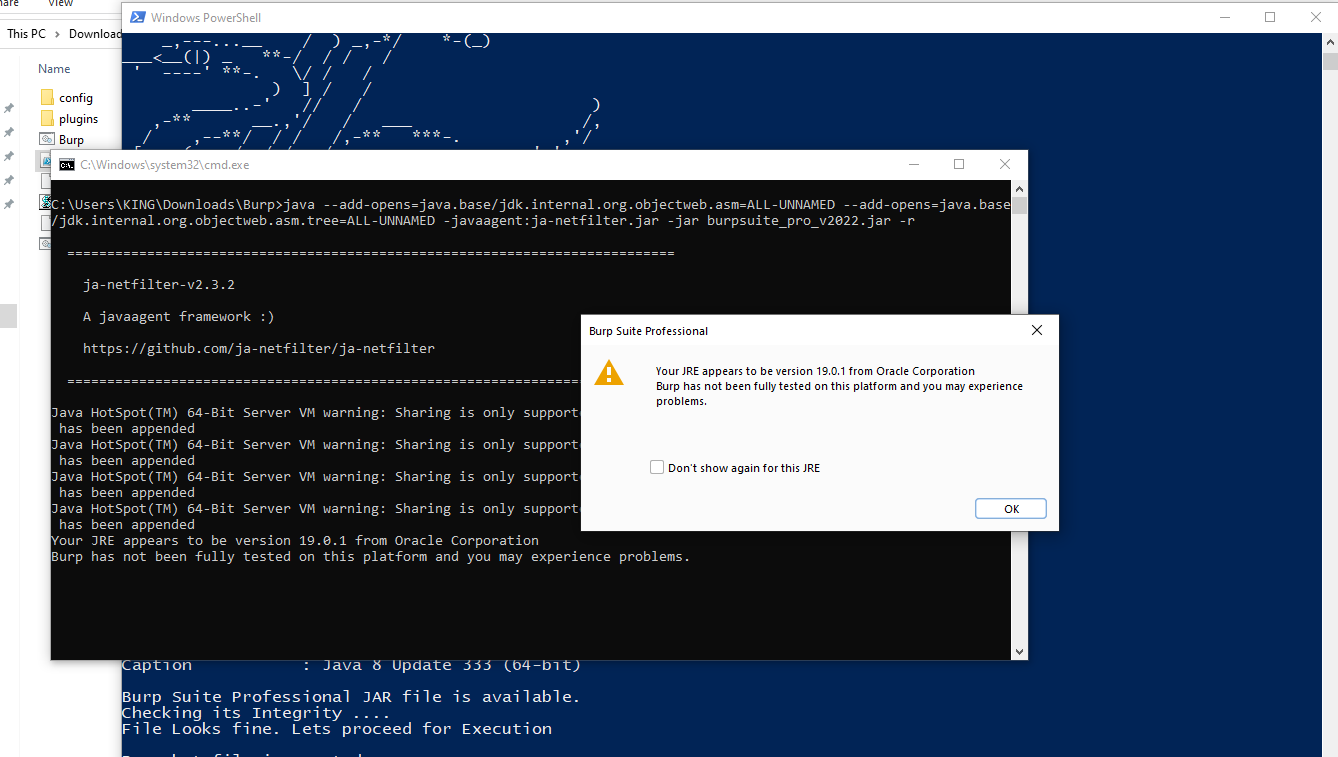 hare
View
Windows PowerShell
This PC > Download
Name
config
plugins
Burp
C:\Windows\system32\cmd.exe
C:\Users\KING\Downloads\Burp>java --add-opens=java.base/jdk.internal.org.objectweb.asm=ALL-UNNAMED --add-opens=java.base
/jdk.internal.org.objectweb.asm.tree=ALL-UNNAMED -javaagent:ja-netfilter.jar -jar burpsuite_pro_v2022.jar -r
============================================================================
ja-netfilter-v2.3.2
A javaagent framework :)
https://github.com/ja-netfilter/ja-netfilter
Java HotSpot(TM) 64-Bit Server VM warning: Sharing is only supporte
has been appended
Java HotSpot(TM) 64-Bit Server VM warning: Sharing is only supporte
has been appended
Java HotSpot(TM) 64-Bit Server VM warning: Sharing is only supporte
has been appended
Java HotSpot(TM) 64-Bit Server VM warning: Sharing is only supporte
has been appended
Your JRE appears to be version 19.0.1 from Oracle Corporation
Burp has not been fully tested on this platform and you may experience problems.
Burp Suite Professional
Your JRE appears to be version 19.0.1 from Oracle Corporation
Burp has not been fully tested on this platform and you may experience
problems.
Don't show again for this JRE
OK
Caption : Java 8 Update 333 (64-bit)
Burp Suite Professional JAR file is available.
Checking its Integrity ....
File Looks fine. Lets proceed for Execution